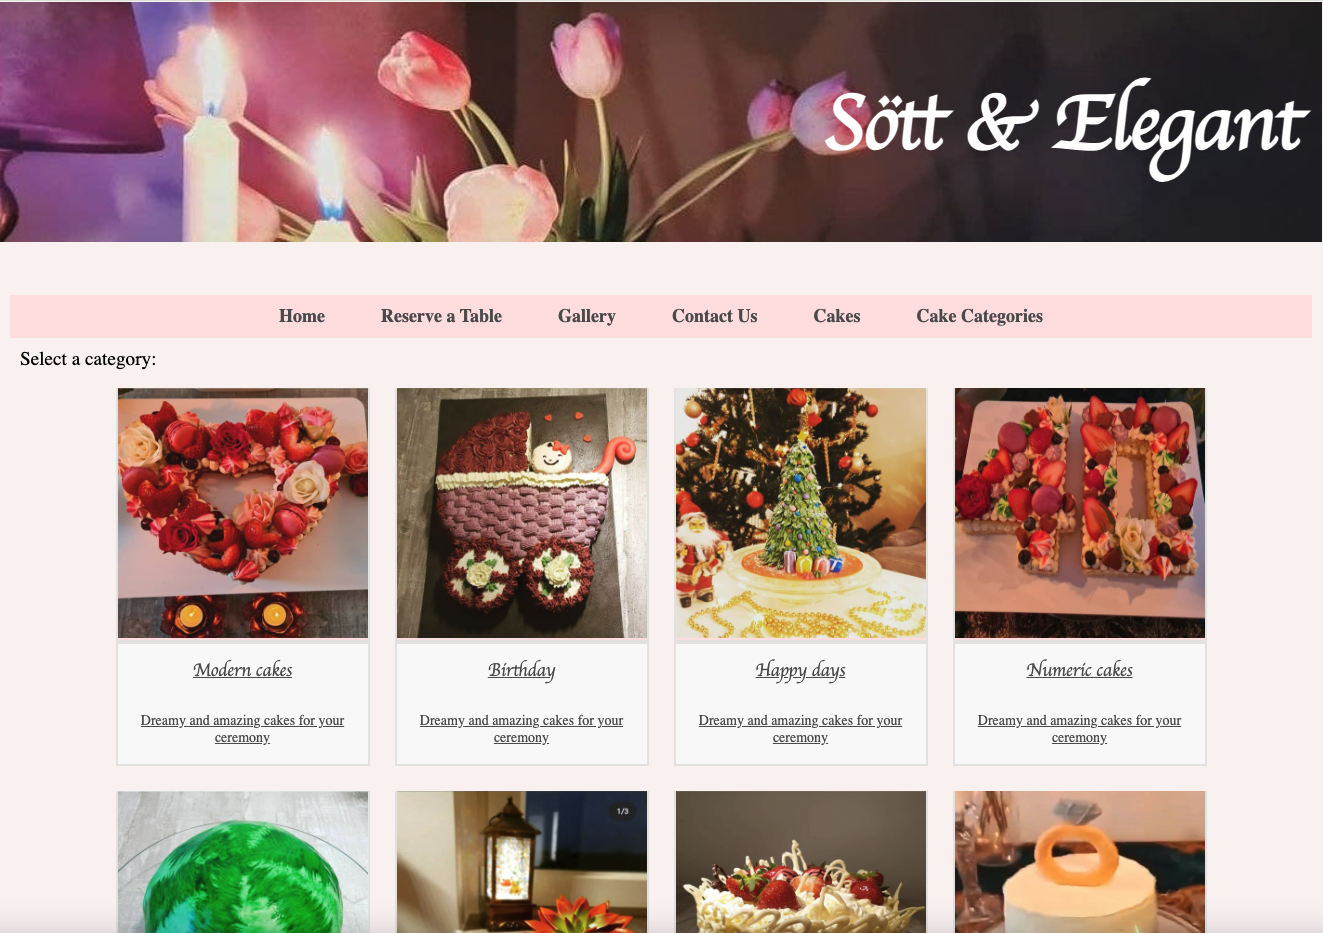 Sött & Elegant
Home Reserve a Table Gallery Contact Us Cakes Cake Categories
Select a category:
Modern cakes
Dreamy and amazing cakes for your
ceremony
Birthday
Dreamy and amazing cakes for your
ceremony
Happy days
Dreamy and amazing cakes for your
ceremony
Numeric cakes
Dreamy and amazing cakes for your
ceremony
1/3